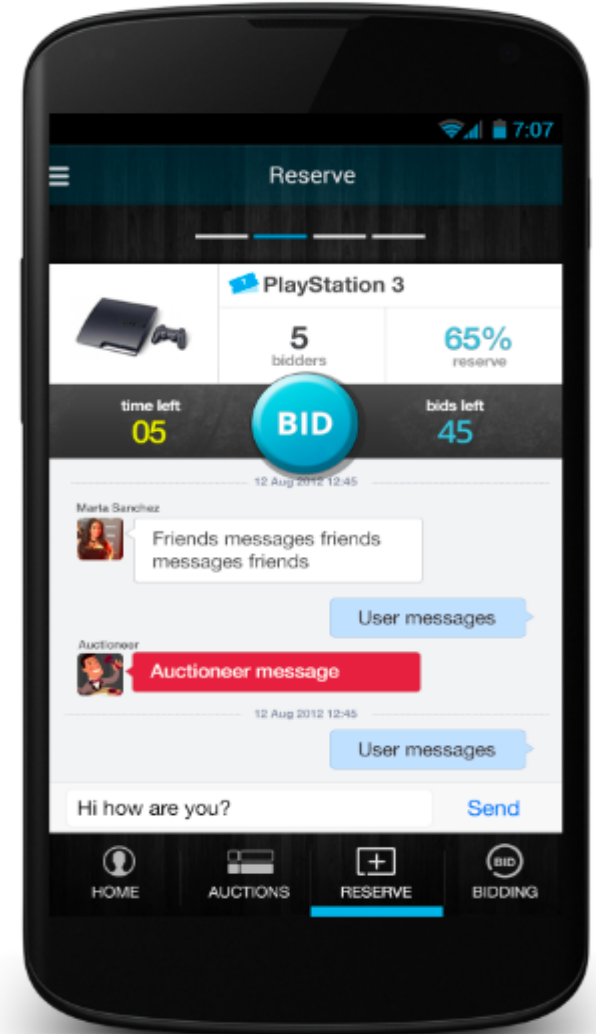 7:07
Reserve
PlayStation 3
5
bidders
65%
reserve
time left
05
BID
bids left
45
12 Aug 2012 12:45
Marta Sanchez
Friends messages friends
messages friends
User messages
Auctioneer
Auctioneer message
12 Aug 2012 12:45
User messages
Hi how are you?
Send
HOME
AUCTIONS
RESERVE
BID
BIDDING